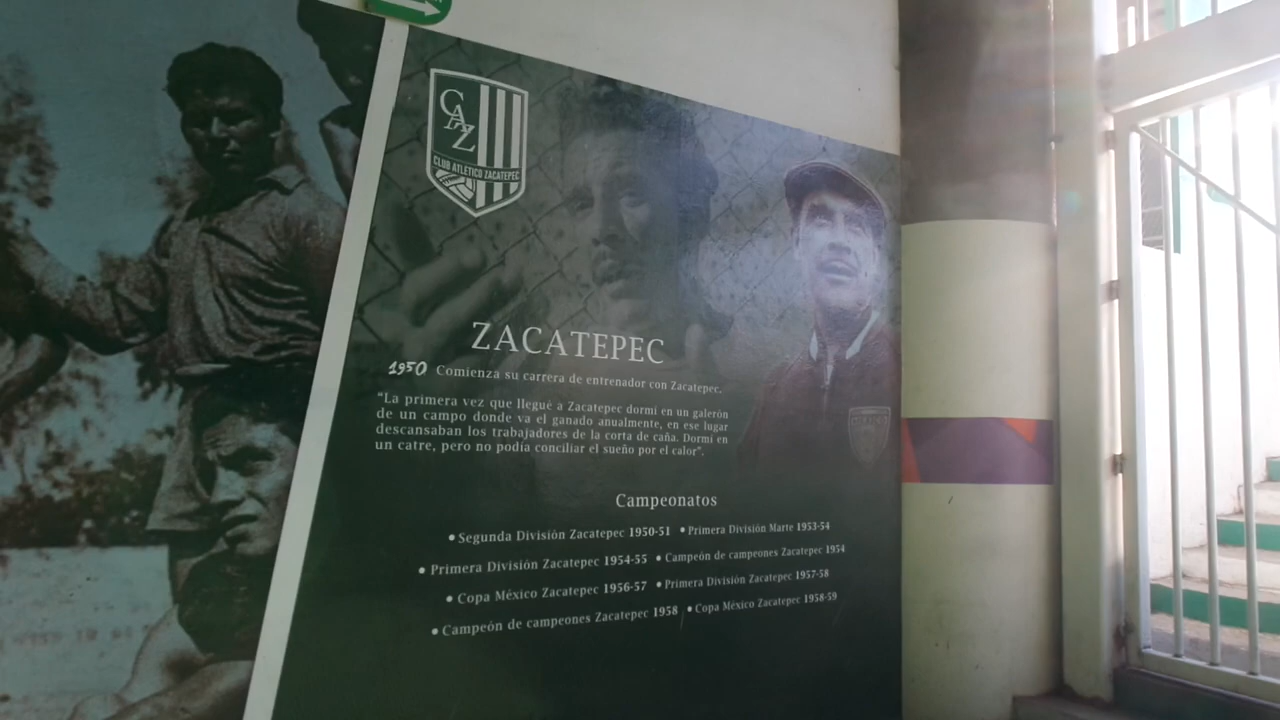 CAZ
CLUB ATLETICO ZACATEPEC
ZACATEPEC
1950 Comienza su carrera de entrenador con Zacatepec.
"La primera vez que llegué a Zacatepec dormí en un galerón
de un campo donde va el ganado anualmente, en ese lugar
descansaban los trabajadores de la corta de caña. Dormí en
un catre, pero no podía conciliar el sueño por el calor".
Campeonatos
• Segunda División Zacatepec 1950-51 • Primera División Marte 1953-54
• Primera División Zacatepec 1954-55 • Campeón de campeones Zacatepec 1954
• Copa México Zacatepec 1956-57 • Primera División Zacatepec 1957-58
• Campeón de campeones Zacatepec 1958 • Copa México Zacatepec 1958-59